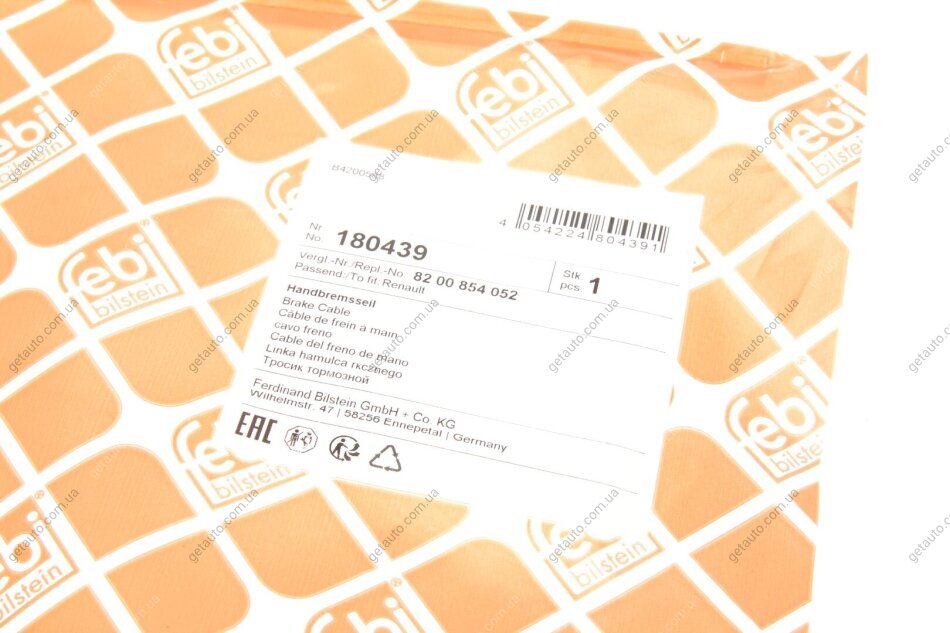 febi
bilstein
B4200
4 054224 804391
Nr.
No. 180439
Vergl.-Nr./Repl.-No. 82 00 854 052
Passend:/To fit: Renault
Stk.
pcs. 1
Handbremsseil
Brake Cable
Câble de frein à main
cavo freno
Cable del freno de mano
Linka hamulca ręcznego
Тросик тормозной
Ferdinand Bilstein GmbH + Co. KG
Wilhelmstr. 47 | 58256 Ennepetal | Germany
EAC
getauto.com.ua